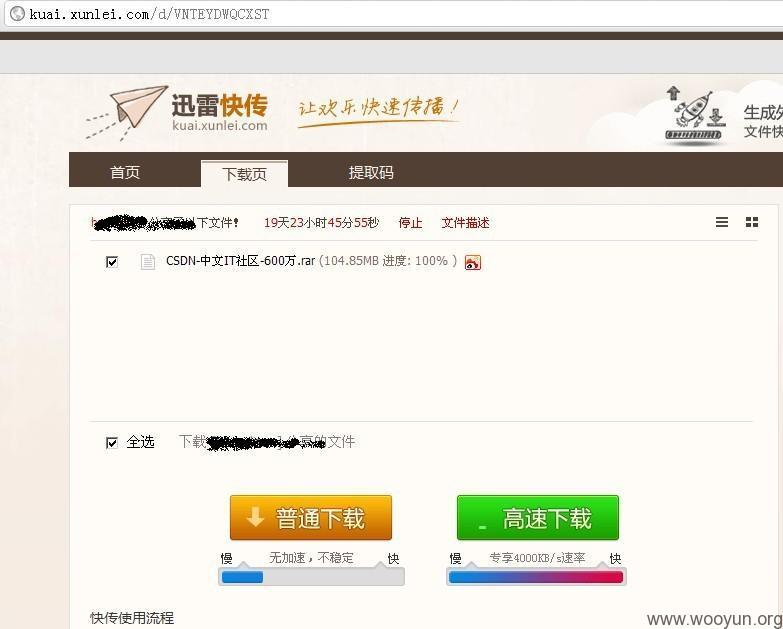 kuai.xunlei.com/d/VNTEYDWQCXST
迅雷快传
kuai.xunlei.com
让欢乐快速传播！
生成外
文件快
首页
下载页
提取码
下文件！ 19天23小时45分55秒 停止 文件描述
CSDN-中文IT社区-600万.rar (104.85MB 进度: 100% )
全选 下载 的文件
普通下载
高速下载
慢 无加速，不稳定 快
慢 专享4000KB/s速率 快
快传使用流程
www.wooyun.org